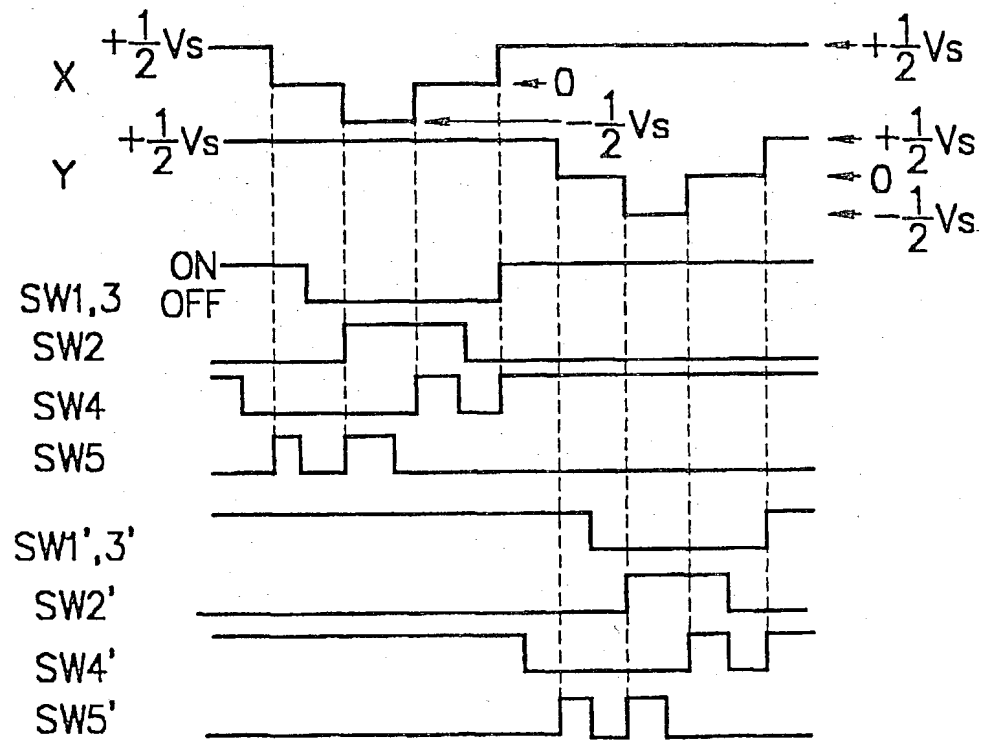 X +1/2Vs +1/2Vs
0
-1/2Vs
Y +1/2Vs +1/2Vs
0
-1/2Vs
ON
SW1,3 OFF
SW2
SW4
SW5
SW1',3'
SW2'
SW4'
SW5'